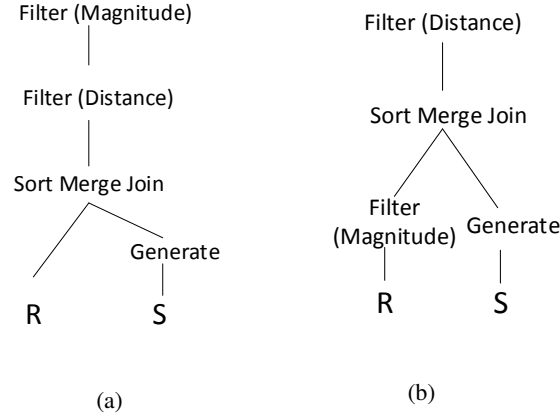 Filter (Magnitude)
Filter (Distance)
Sort Merge Join
Generate
R
S
(a)
Filter (Distance)
Sort Merge Join
Filter
(Magnitude)
Generate
R
S
(b)